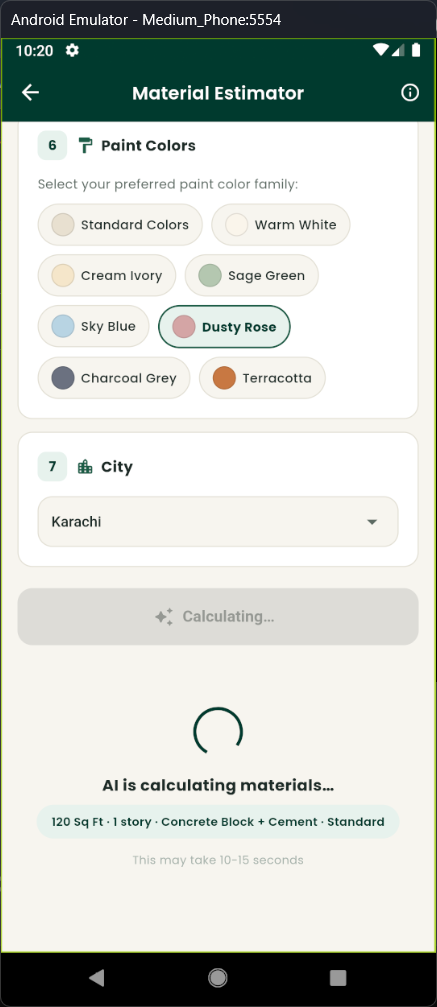 Android Emulator - Medium_Phone:5554
10:20
Material Estimator
6 Paint Colors
Select your preferred paint color family:
Standard Colors Warm White
Cream Ivory Sage Green
Sky Blue Dusty Rose
Charcoal Grey Terracotta
7 City
Karachi
Calculating...
AI is calculating materials...
120 Sq Ft · 1 story · Concrete Block + Cement · Standard
This may take 10-15 seconds